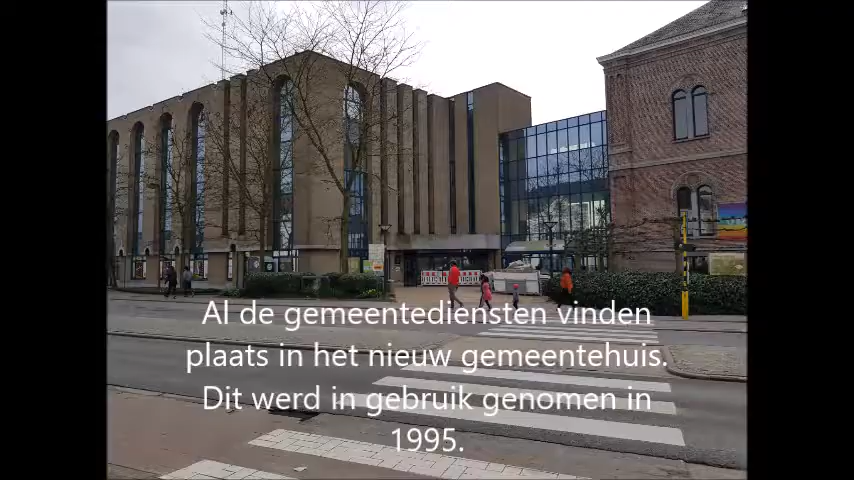 Al de gemeentediensten vinden
plaats in het nieuw gemeentehuis.
Dit werd in gebruik genomen in
1995.